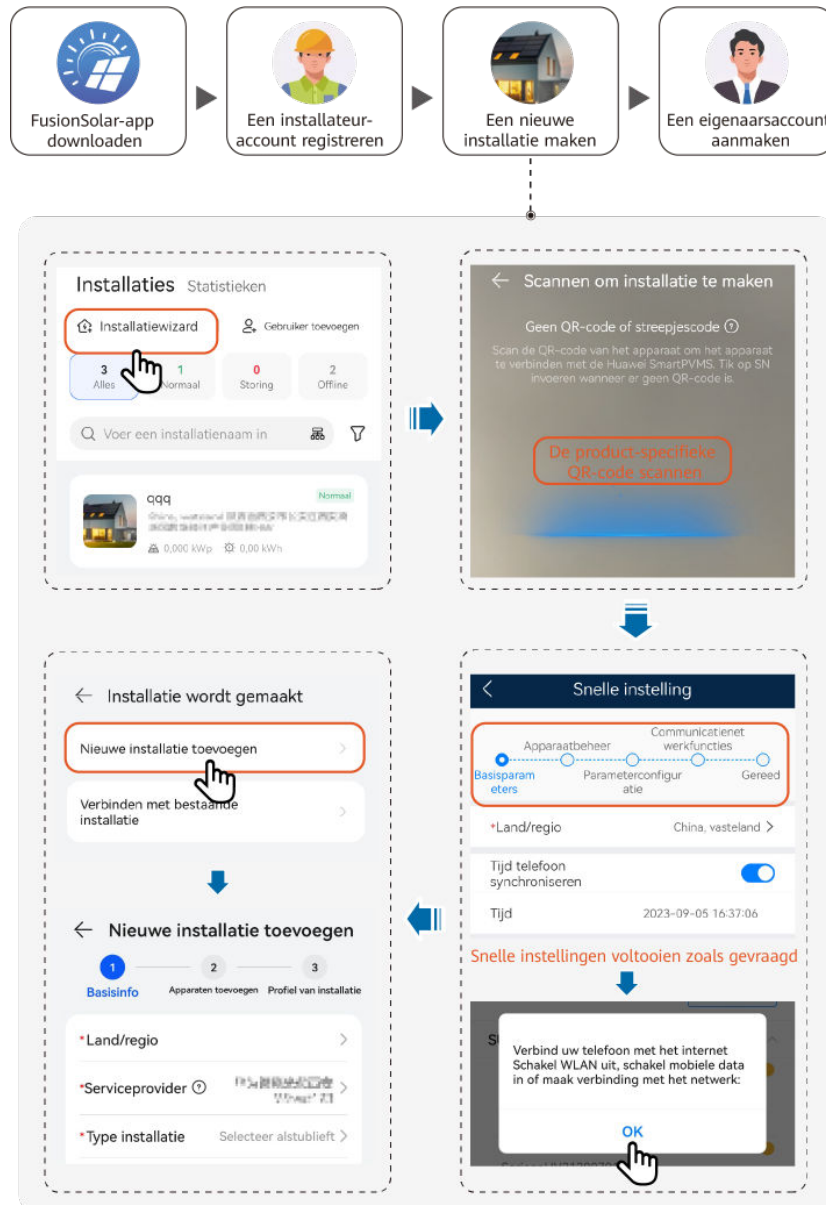 FusionSolar-app
downloaden
Een installateur-
account registreren
Een nieuwe
installatie maken
Een eigenaarsaccount
aanmaken
Installaties Statistieken
Installatiewizard Gebruiker toevoegen
3 1 0 2
Alles Normaal Storing Offline
Voer een installatienaam in
qqq Normaal
0,000 kWp 0,00 kWh
Scannen om installatie te maken
Geen QR-code of streepjescode
Scan de QR-code van het apparaat om het apparaat
te verbinden met de Huawei SmartPVMS. Tik op SN
invoeren wanneer er geen QR-code is.
De product-specifieke
QR-code scannen
Snelle instelling
Communicatienet
Apparaatbeheer werkfuncties
Basisparam Parameterconfigur Gereed
eters atie
*Land/regio China, vasteland
Tijd telefoon
synchroniseren
Tijd 2023-09-05 16:37:06
Snelle instellingen voltooien zoals gevraagd
Verbind uw telefoon met het internet
Schakel WLAN uit, schakel mobiele data
in of maak verbinding met het netwerk:
OK
Installatie wordt gemaakt
Nieuwe installatie toevoegen
Verbinden met bestaande
installatie
Nieuwe installatie toevoegen
1 2 3
Basisinfo Apparaten toevoegen Profiel van installatie
*Land/regio
*Serviceprovider
*Type installatie Selecteer alstublieft